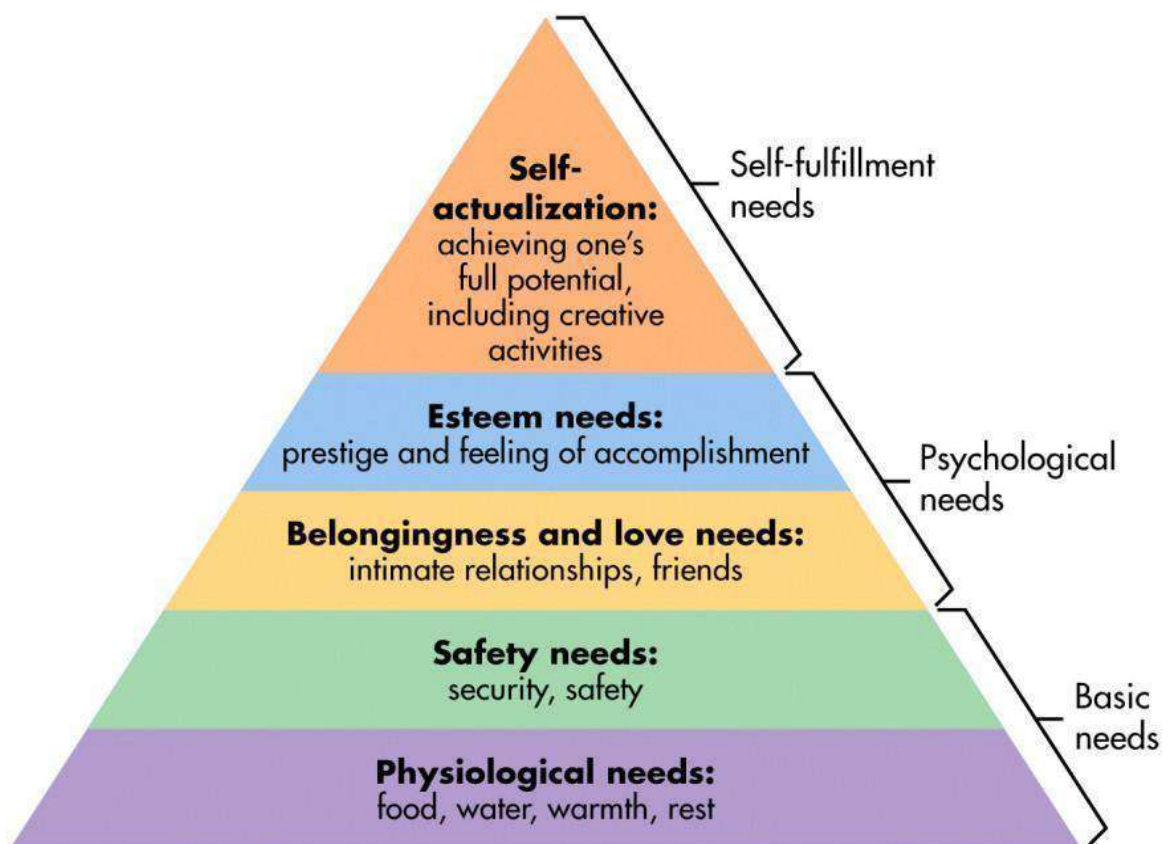 Self-
actualization:
achieving one's
full potential,
including creative
activities
Self-fulfillment
needs
Esteem needs:
prestige and feeling of accomplishment
Psychological
needs
Belongingness and love needs:
intimate relationships, friends
Safety needs:
security, safety
Basic
needs
Physiological needs:
food, water, warmth, rest